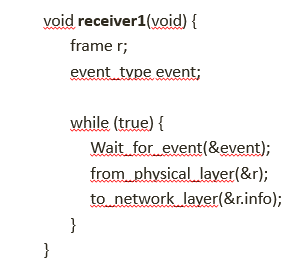 void receiver1(void) {
frame r;
event_type event;
while (true) {
Wait_for_event(&event);
from_physical_layer(&r);
to_network_layer(&r.info);
}
}